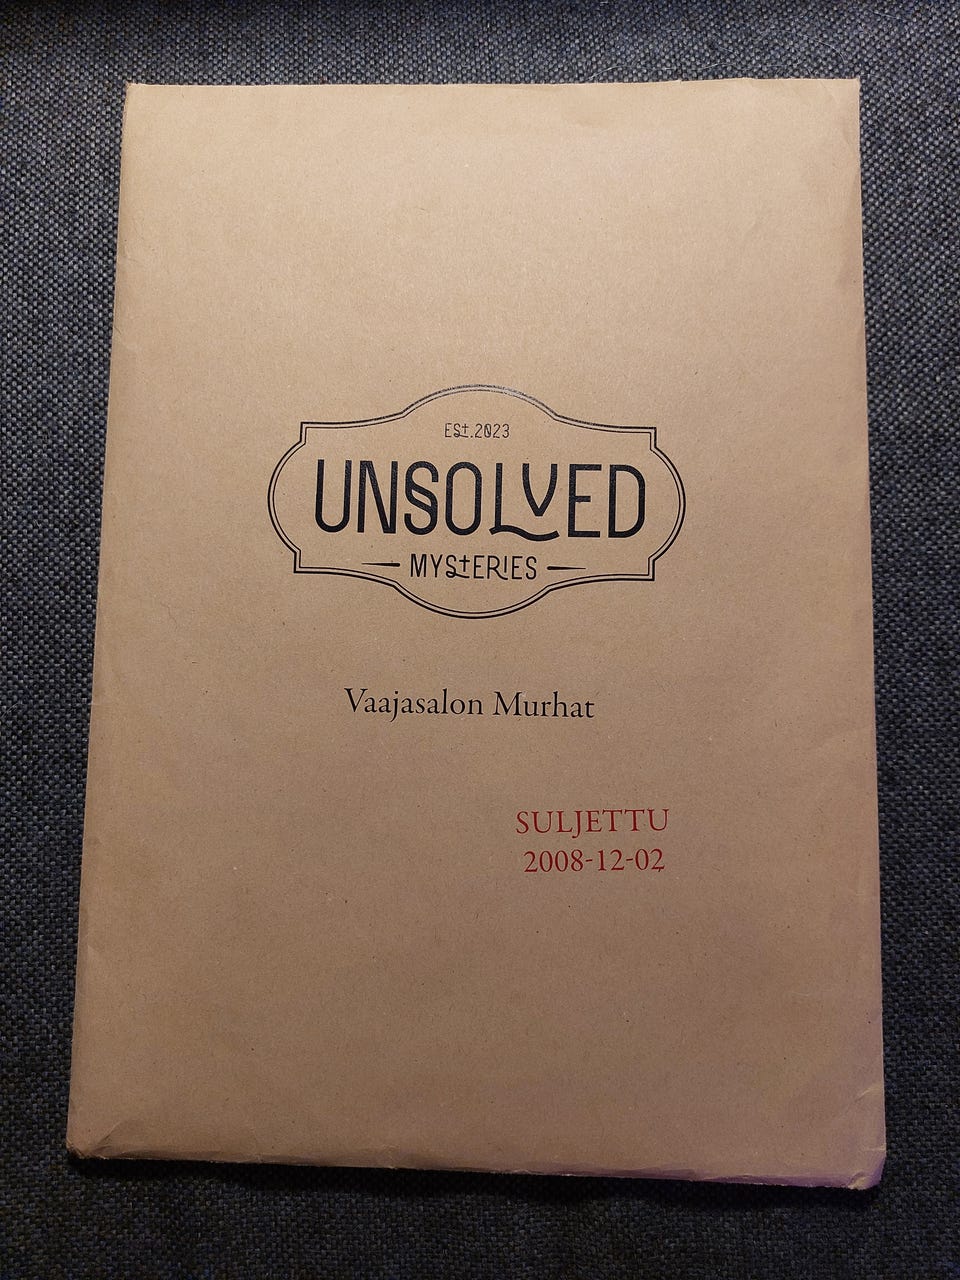 ESt.2023
UNSOLVED
MYStERIES
Vaajasalon Murhat
SULJETTU
2008-12-02